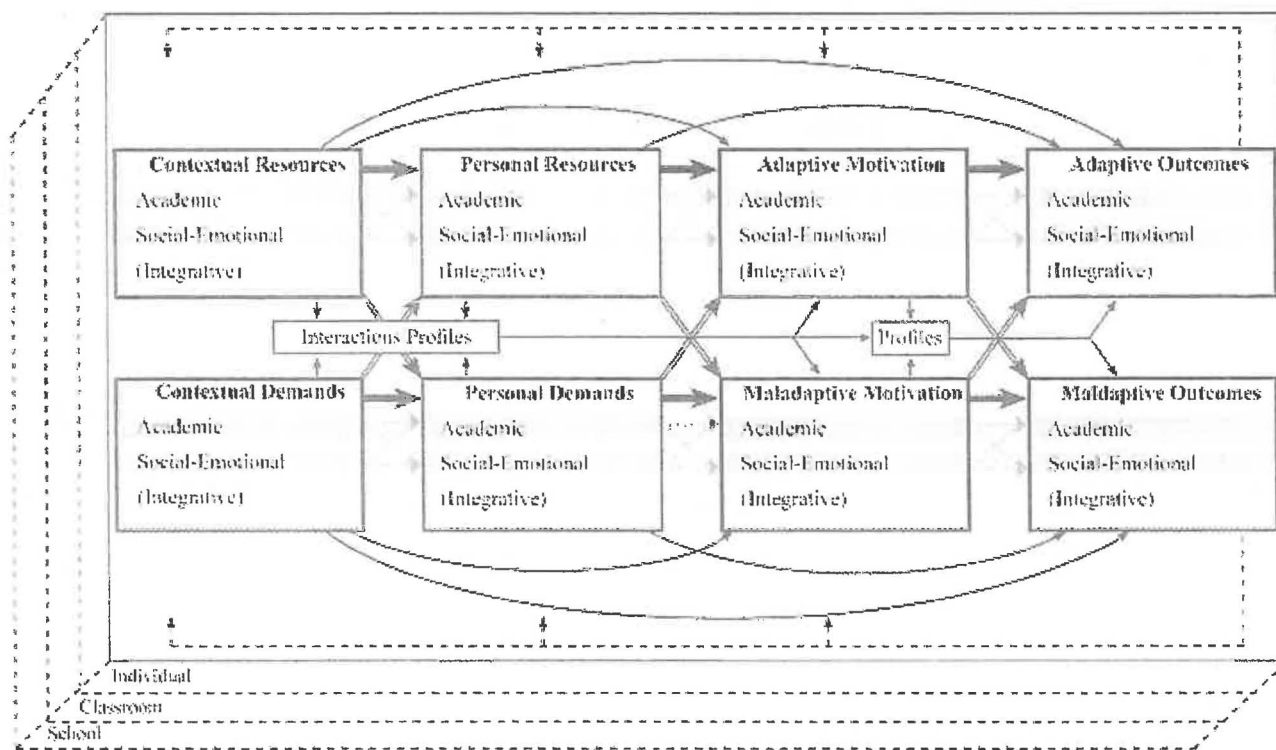 Contextual Resources
Academic
Social-Emotional
(Integrative)
Personal Resources
Academic
Social-Emotional
(Integrative)
Adaptive Motivation
Academic
Social-Emotional
(Integrative)
Adaptive Outcomes
Academic
Social-Emotional
(Integrative)
Interactions Profiles
Profiles
Contextual Demands
Academic
Social-Emotional
(Integrative)
Personal Demands
Academic
Social-Emotional
(Integrative)
Maladaptive Motivation
Academic
Social-Emotional
(Integrative)
Maldaptive Outcomes
Academic
Social-Emotional
(Integrative)
Individual
Classroom
School